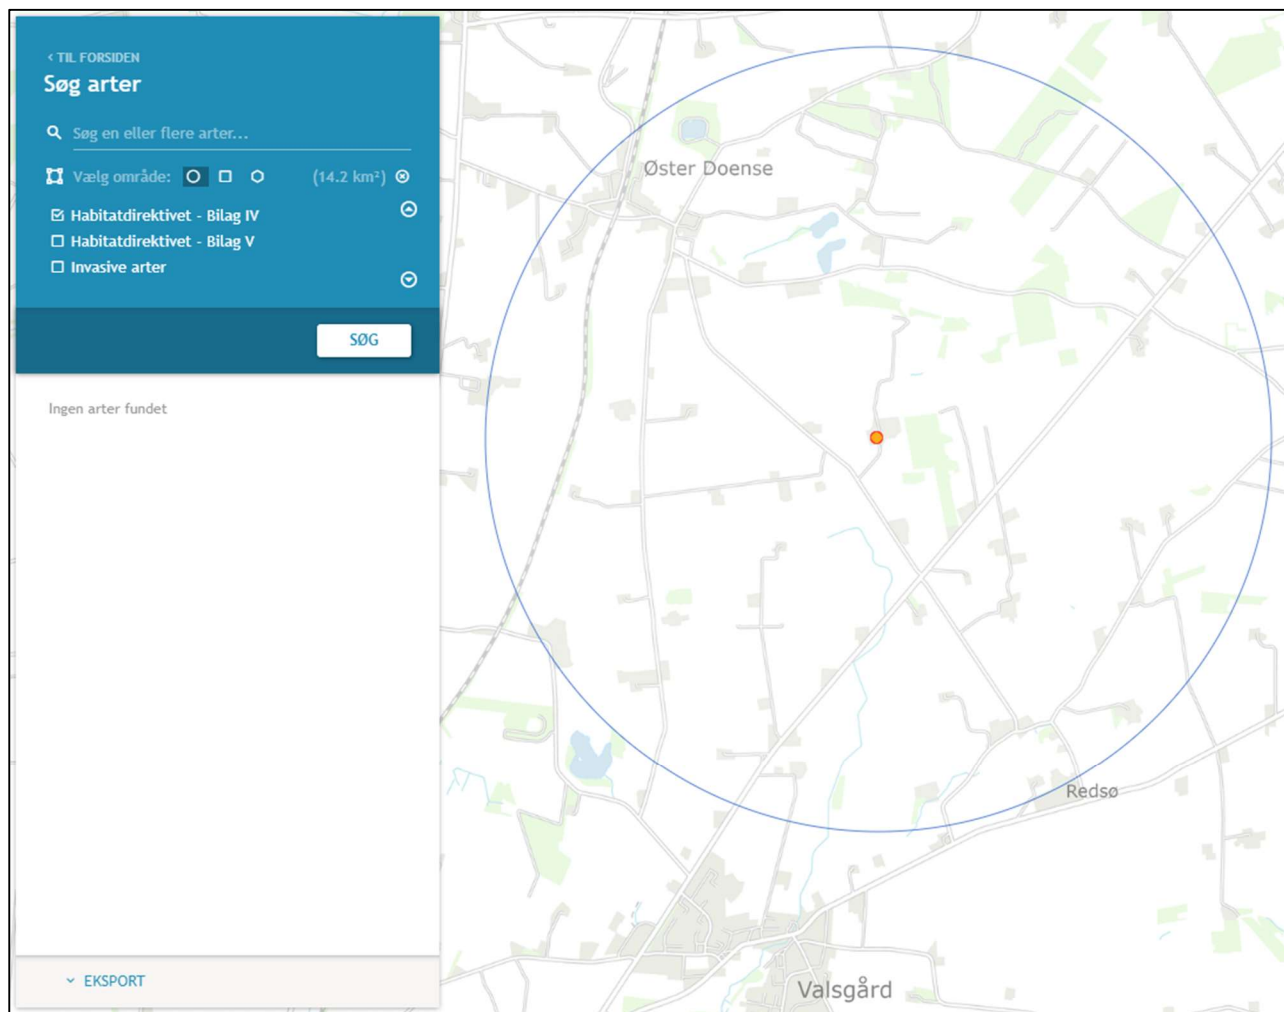 ‹ TIL FORSIDEN
Søg arter
Søg en eller flere arter...
Vælg område: (14.2 km²)
Habitatdirektivet - Bilag IV
Habitatdirektivet - Bilag V
Invasive arter
SØG
Ingen arter fundet
EKSPORT
Øster Doense
Redsø
Valsgård